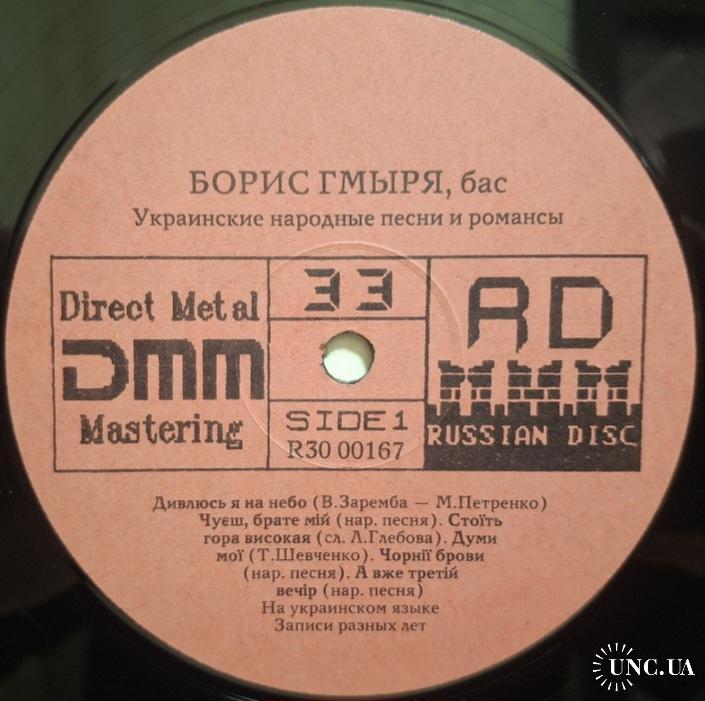 БОРИС ГМЫРЯ, бас
Украинские народные песни и романсы
Direct Metal
DMM
Mastering
33
SIDE 1
R30 00167
RD
RUSSIAN DISC
Дивлюсь я на небо (В.Заремба — М.Петренко)
Чуєш, брате мій (нар. песня). Стоїть
гора високая (сл. Л.Глебова). Думи
мої (Т.Шевченко). Чорнії брови
(нар. песня). А вже третій
вечір (нар. песня)
На украинском языке
Записи разных лет
UNC.UA